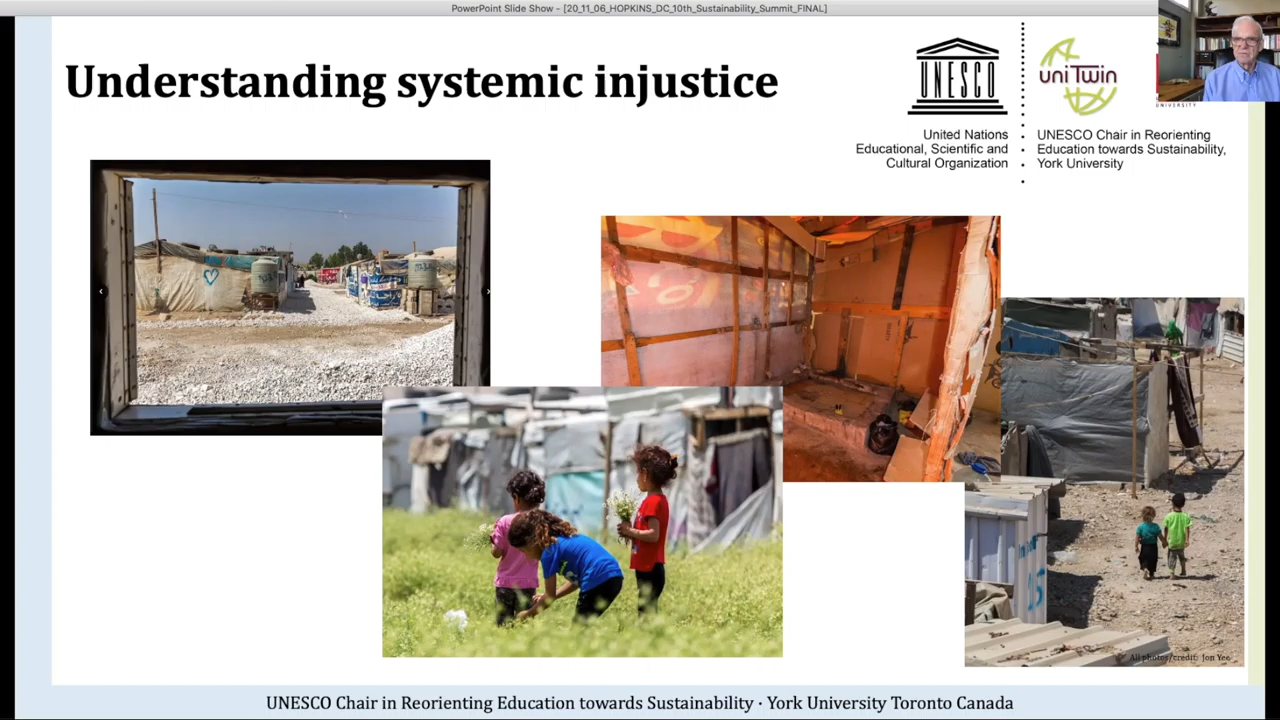 PowerPoint Slide Show - [20_11_06_HOPKINS_DC_10th_Sustainability_Summit_FINAL]
Understanding systemic injustice
UNESCO
United Nations
Educational, Scientific and
Cultural Organization
uniTwin
UNIVERSITY
UNESCO Chair in Reorienting
Education towards Sustainability,
York University
All photos/credit: Jon Yee
UNESCO Chair in Reorienting Education towards Sustainability · York University Toronto Canada